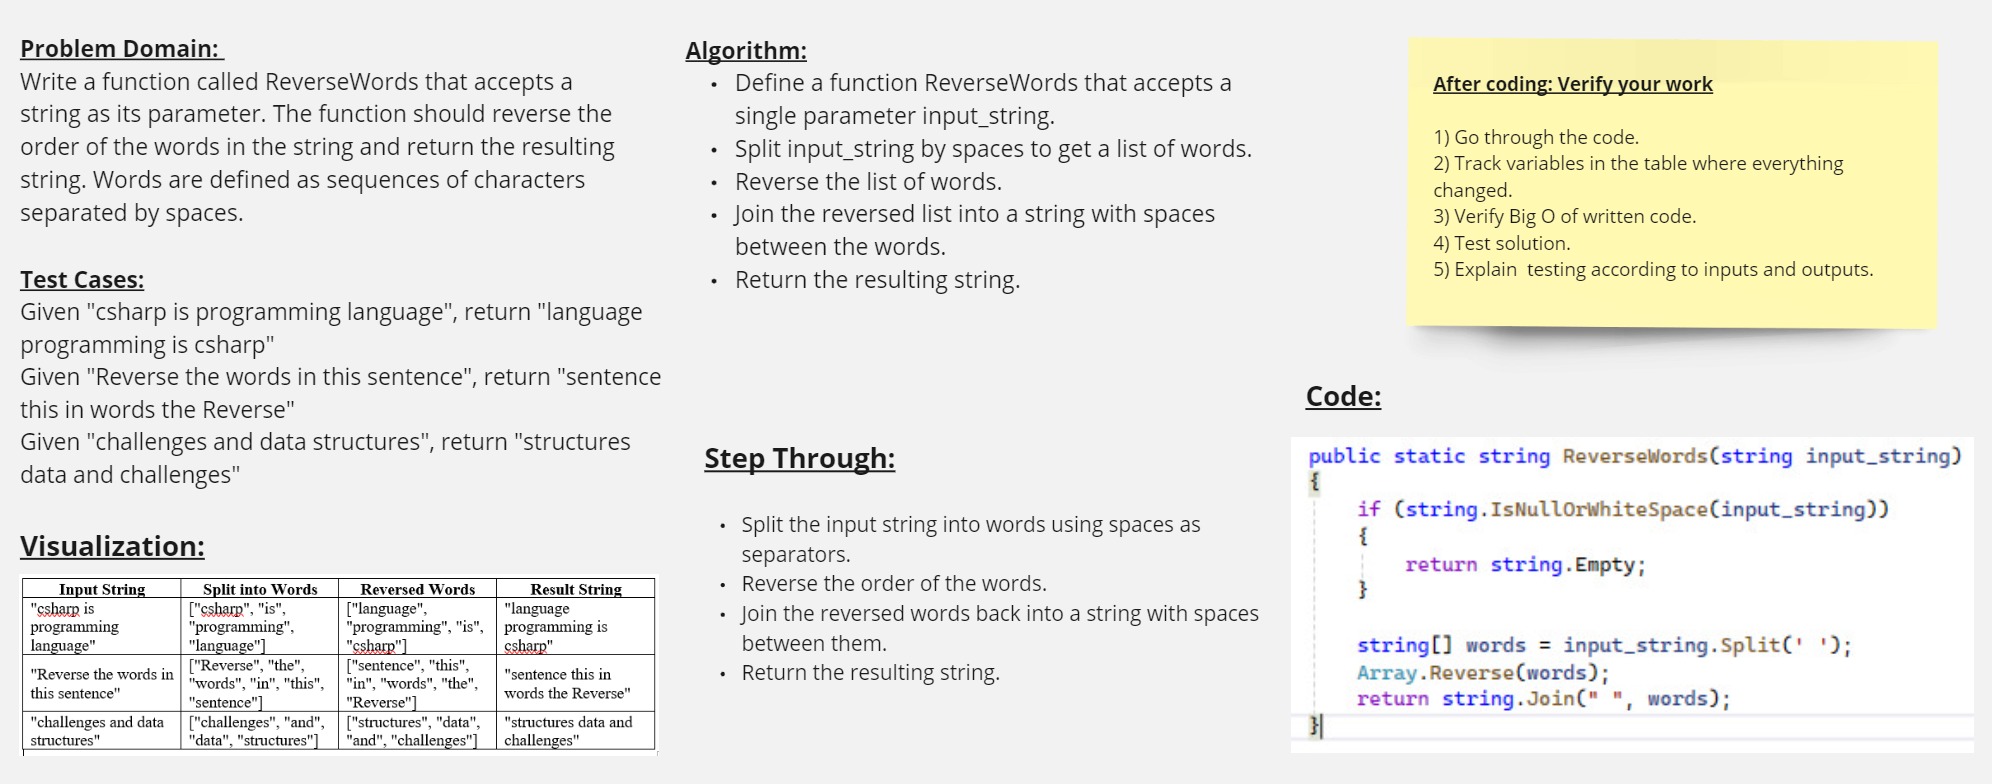 Problem Domain:
Write a function called ReverseWords that accepts a
string as its parameter. The function should reverse the
order of the words in the string and return the resulting
string. Words are defined as sequences of characters
separated by spaces.
Test Cases:
Given "csharp is programming language", return "language
programming is csharp"
Given "Reverse the words in this sentence", return "sentence
this in words the Reverse"
Given "challenges and data structures", return "structures
data and challenges"
Visualization:
Input String Split into Words Reversed Words Result String
"csharp is ["csharp", "is", ["language", "language
programming "programming", "programming", "is", programming is
language" "language"] "csharp"] csharp"
"Reverse the words in
this sentence"
["Reverse", "the",
"words", "in", "this",
"sentence"]
["sentence", "this",
"in", "words", "the",
"Reverse"]
"sentence this in
words the Reverse"
"challenges and data ["challenges", "and", ["structures", "data", "structures data and
structures" "data", "structures"] "and", "challenges"] challenges"
Algorithm:
• Define a function ReverseWords that accepts a
single parameter input_string.
• Split input_string by spaces to get a list of words.
• Reverse the list of words.
• Join the reversed list into a string with spaces
between the words.
• Return the resulting string.
Step Through:
• Split the input string into words using spaces as
separators.
• Reverse the order of the words.
• Join the reversed words back into a string with spaces
between them.
• Return the resulting string.
After coding: Verify your work
1) Go through the code.
2) Track variables in the table where everything
changed.
3) Verify Big O of written code.
4) Test solution.
5) Explain  testing according to inputs and outputs.
Code:
public static string ReverseWords(string input_string)
{
if (string.IsNullOrWhiteSpace(input_string))
{
return string.Empty;
}
string[] words = input_string.Split(' ');
Array.Reverse(words);
return string.Join(" ", words);
}